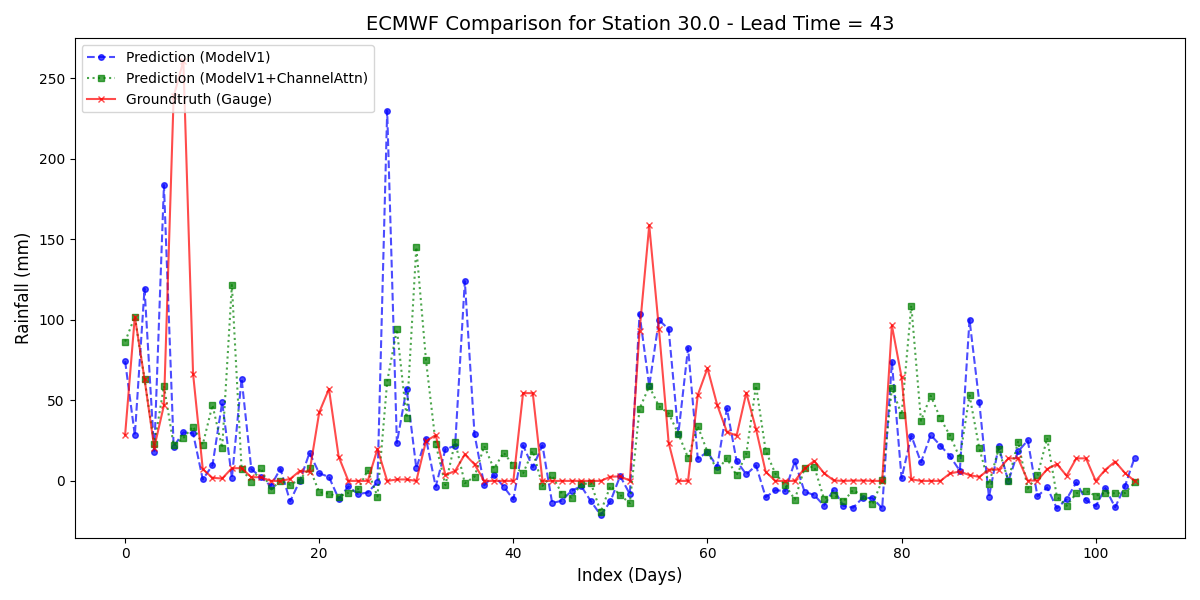 ECMWF Comparison for Station 30.0 - Lead Time = 43
Prediction (ModelV1)
Prediction (ModelV1+ChannelAttn)
Groundtruth (Gauge)
Rainfall (mm)
250
200
150
100
50
0
0 20 40 60 80 100
Index (Days)